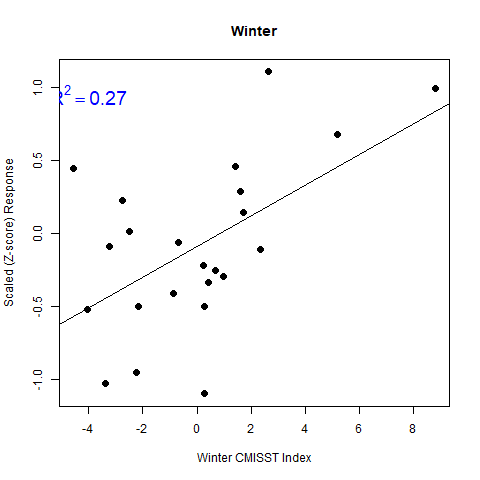 Winter
R² = 0.27
Scaled (Z-score) Response
1.0
0.5
0.0
-0.5
-1.0
-4 -2 0 2 4 6 8
Winter CMISST Index